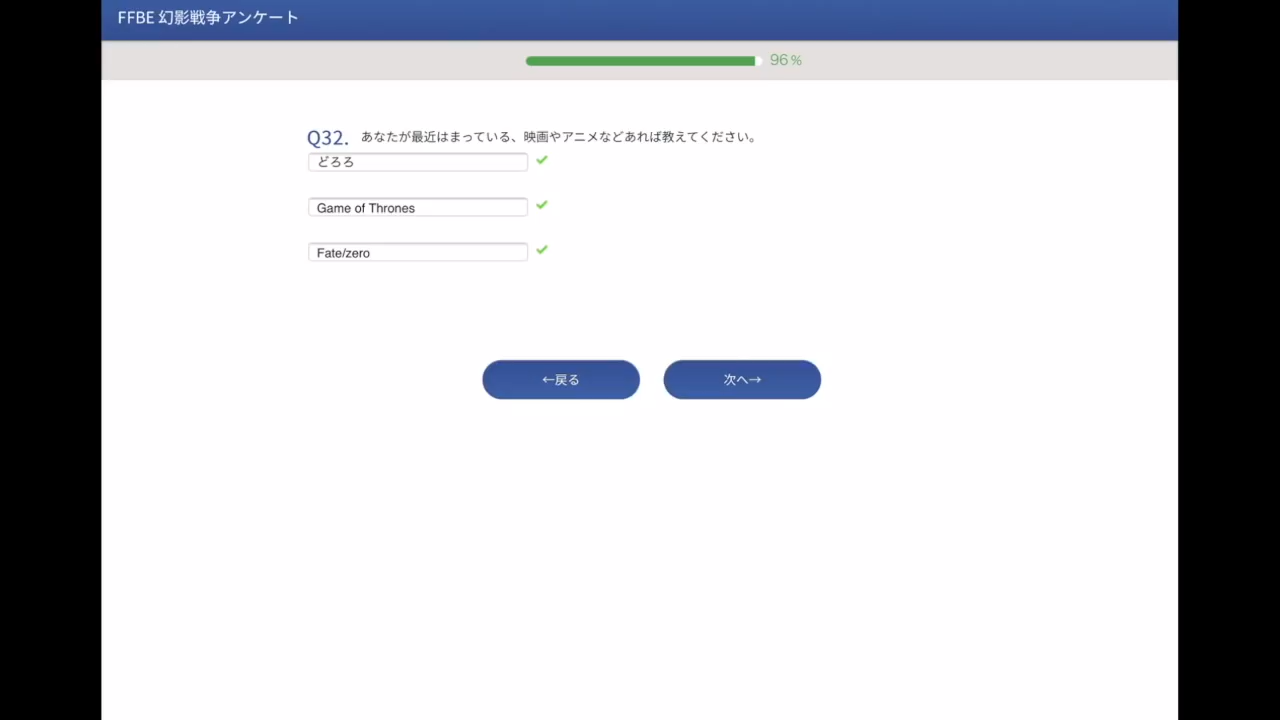 FFBE 幻影戦争アンケート
96%
Q32. あなたが最近はまっている、映画やアニメなどあれば教えてください。
どろろ
Game of Thrones
Fate/zero
←戻る
次へ→